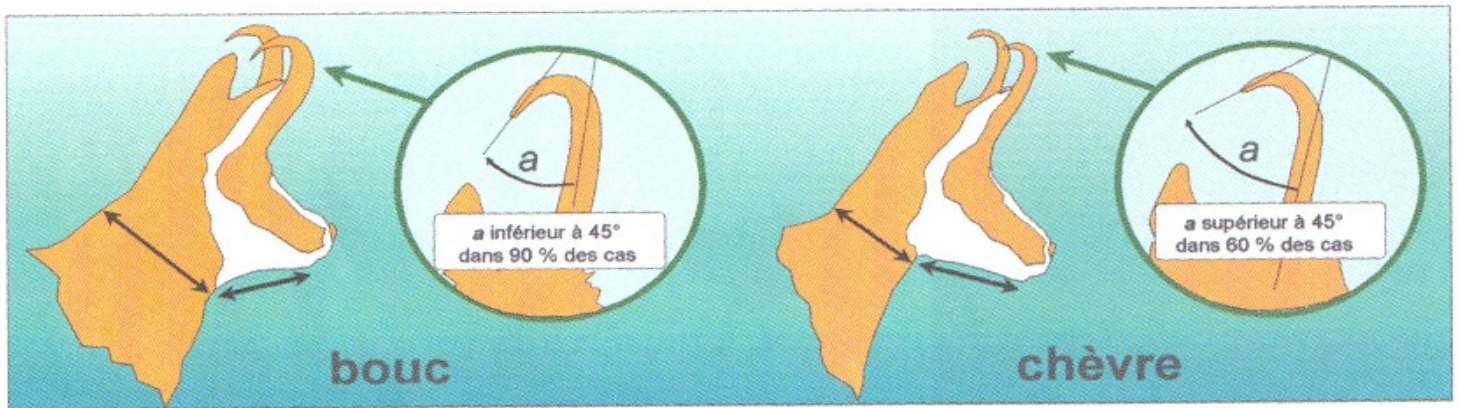 a
a inférieur à 45°
dans 90 % des cas
bouc
a
a supérieur à 45°
dans 60 % des cas
chèvre